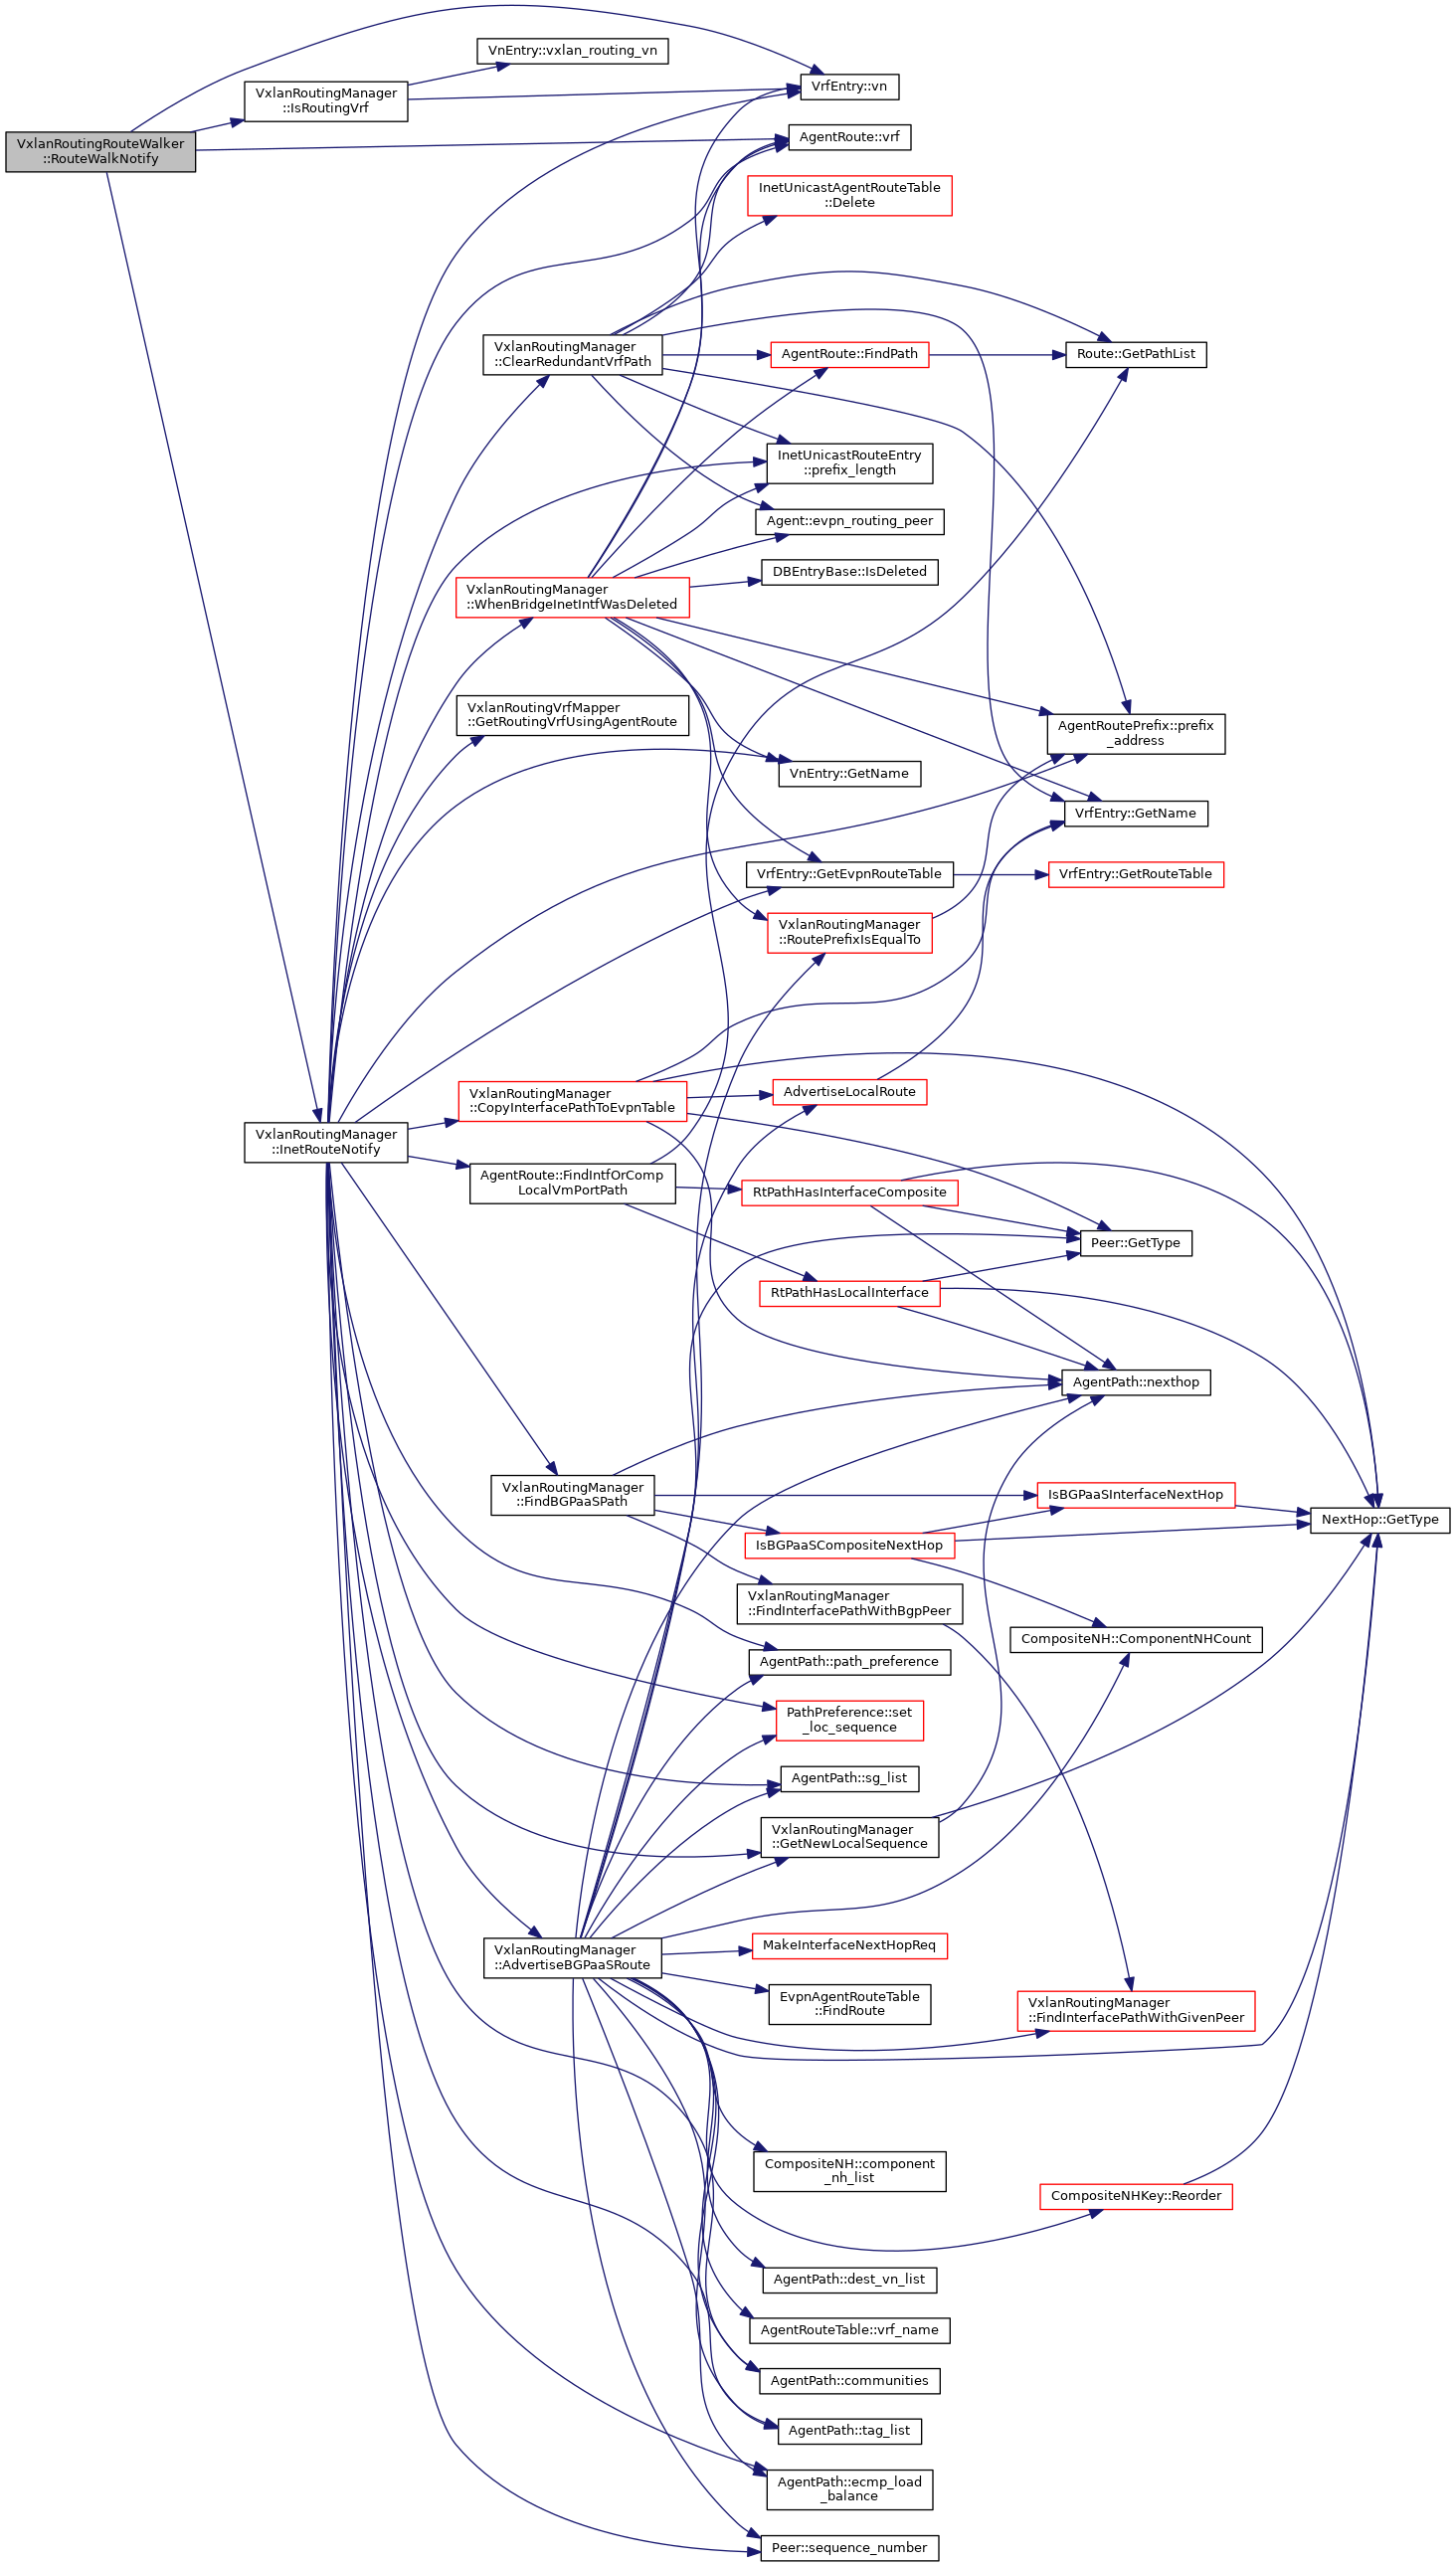 VnEntry::vxlan_routing_vn
VrfEntry::vn
VxlanRoutingManager
::IsRoutingVrf
AgentRoute::vrf
VxlanRoutingRouteWalker
::RouteWalkNotify
InetUnicastAgentRouteTable
::Delete
VxlanRoutingManager
::ClearRedundantVrfPath
AgentRoute::FindPath
Route::GetPathList
InetUnicastRouteEntry
::prefix_length
Agent::evpn_routing_peer
DBEntryBase::IsDeleted
VxlanRoutingManager
::WhenBridgeInetIntfWasDeleted
VxlanRoutingVrfMapper
::GetRoutingVrfUsingAgentRoute
AgentRoutePrefix::prefix
_address
VnEntry::GetName
VrfEntry::GetName
VrfEntry::GetEvpnRouteTable
VrfEntry::GetRouteTable
VxlanRoutingManager
::RoutePrefixIsEqualTo
VxlanRoutingManager
::CopyInterfacePathToEvpnTable
AdvertiseLocalRoute
VxlanRoutingManager
::InetRouteNotify
AgentRoute::FindIntfOrComp
LocalVmPortPath
RtPathHasInterfaceComposite
Peer::GetType
RtPathHasLocalInterface
AgentPath::nexthop
VxlanRoutingManager
::FindBGPaaSPath
IsBGPaaSInterfaceNextHop
NextHop::GetType
IsBGPaaSCompositeNextHop
VxlanRoutingManager
::FindInterfacePathWithBgpPeer
CompositeNH::ComponentNHCount
AgentPath::path_preference
PathPreference::set
_loc_sequence
AgentPath::sg_list
VxlanRoutingManager
::GetNewLocalSequence
VxlanRoutingManager
::AdvertiseBGPaaSRoute
MakeInterfaceNextHopReq
EvpnAgentRouteTable
::FindRoute
VxlanRoutingManager
::FindInterfacePathWithGivenPeer
CompositeNH::component
_nh_list
CompositeNHKey::Reorder
AgentPath::dest_vn_list
AgentRouteTable::vrf_name
AgentPath::communities
AgentPath::tag_list
AgentPath::ecmp_load
_balance
Peer::sequence_number